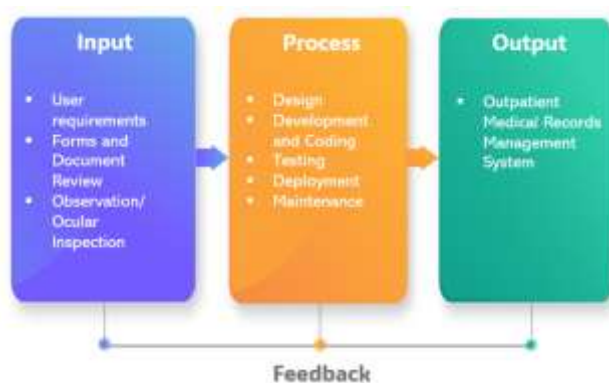 Input
• User
requirements
• Forms and
Document
Review
• Observation/
Ocular
Inspection
Process
• Design
• Development
and Coding
• Testing
• Deployment
• Maintenance
Output
• Outpatient
Medical Records
Management
System
Feedback